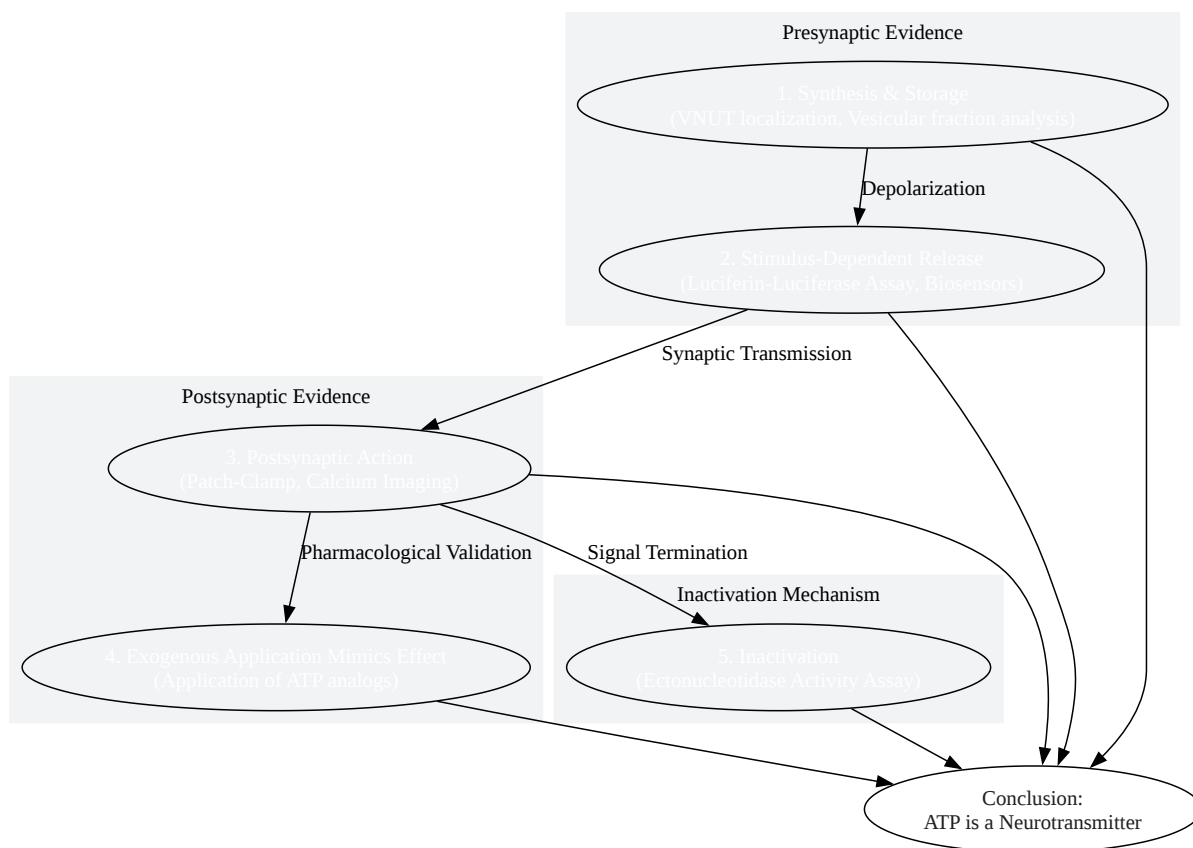 Presynaptic Evidence
1. Synthesis & Storage
(VNUT localization, Vesicular fraction analysis)
Depolarization
2. Stimulus-Dependent Release
(Luciferin-Luciferase Assay, Biosensors)
Synaptic Transmission
Postsynaptic Evidence
3. Postsynaptic Action
(Patch-Clamp, Calcium Imaging)
Pharmacological Validation
Signal Termination
Inactivation Mechanism
4. Exogenous Application Mimics Effect
(Application of ATP analogs)
5. Inactivation
(Ectonucleotidase Activity Assay)
Conclusion:
ATP is a Neurotransmitter